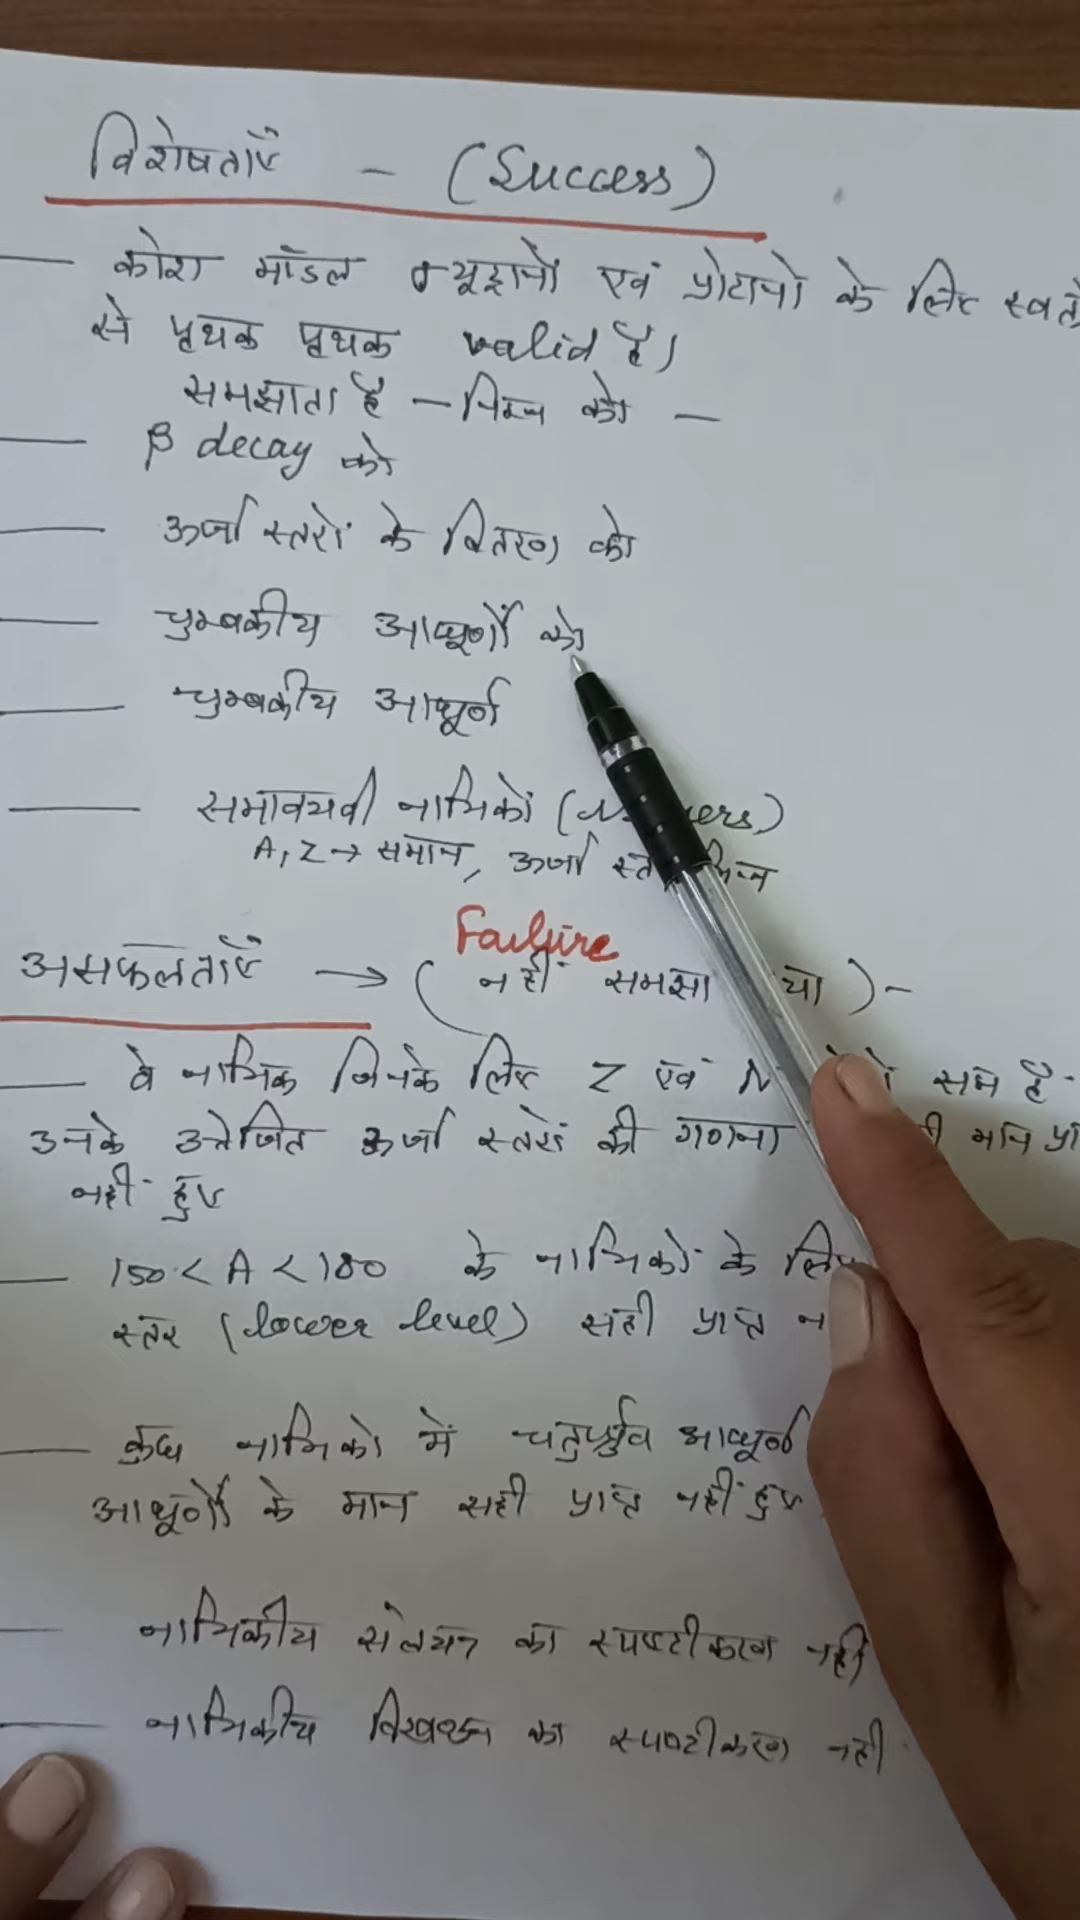 विशेषताएँ - (Success)
— कोश मॉडल न्यूट्रानों एवं प्रोटानो के लिए
से पृथक पृथक valid है।
समझाता है - निम्न को -
— β decay को
— ऊर्जा स्तरों के वितरण को
— चुम्बकीय आघूर्णों को
— चुम्बकीय आघूर्ण
— समावयवी नाभिकों
A, Z → समान, ऊर्जा
Failure
असफलताएँ → ( नहीं समझा ) -
— वे नाभिक जिनके लिए Z एवं N सम है
उनके उत्तेजित ऊर्जा स्तरों की गणना
नहीं हुए
— 150 < A < 180 के नाभिकों के
स्तर (lower level) सही प्राप्त
— कुछ नाभिको में चतुर्ध्रुव आघूर्ण
आघूर्णों के मान सही प्राप्त नहीं हुए
— नाभिकीय संलयन का स्पष्टीकरण नहीं
— नाभिकीय विखण्डन का स्पष्टीकरण नहीं